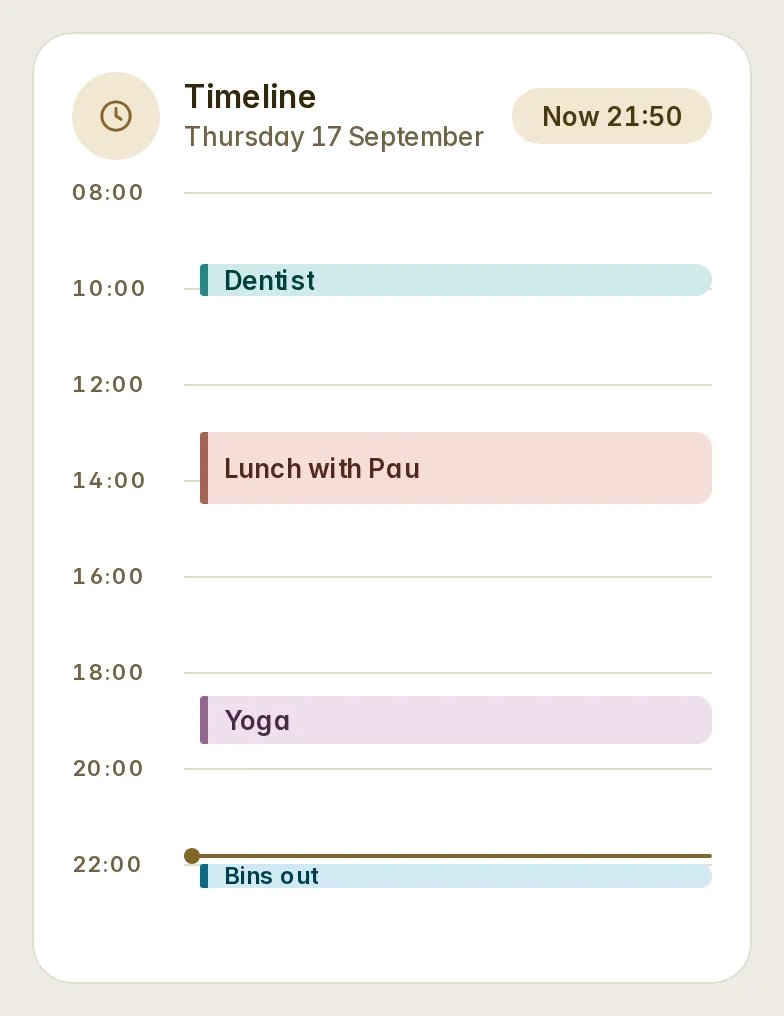 Timeline
Thursday 17 September
Now 21:50
08:00
Dentist
10:00
12:00
Lunch with Pau
14:00
16:00
18:00
Yoga
20:00
22:00
Bins out